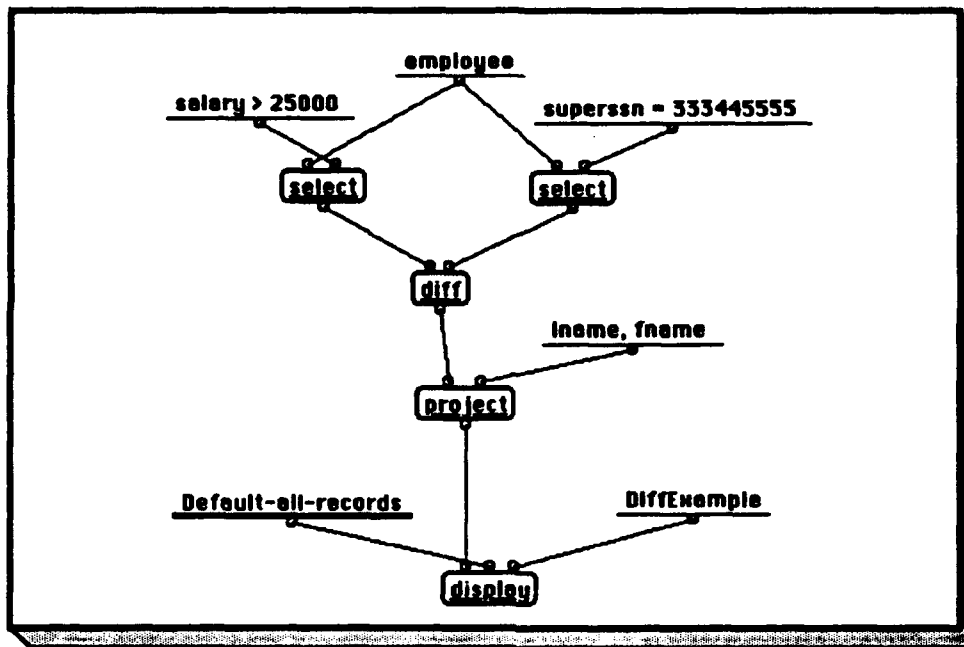 employee
salary > 25000
superssn = 333445555
select
select
diff
lname, fname
project
Default-all-records
DiffExample
display